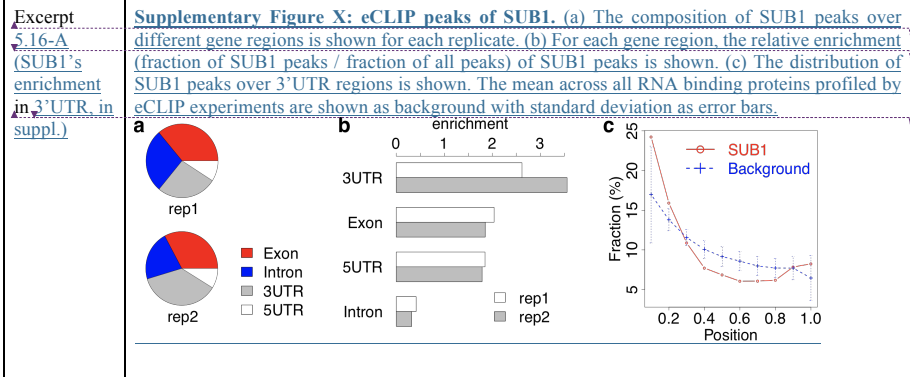 Excerpt
5.16-A
(SUB1's
enrichment
in 3'UTR, in
suppl.)
Supplementary Figure X: eCLIP peaks of SUB1. (a) The composition of SUB1 peaks over
different gene regions is shown for each replicate. (b) For each gene region, the relative enrichment
(fraction of SUB1 peaks / fraction of all peaks) of SUB1 peaks is shown. (c) The distribution of
SUB1 peaks over 3'UTR regions is shown. The mean across all RNA binding proteins profiled by
eCLIP experiments are shown as background with standard deviation as error bars.
a
rep1
rep2
Exon
Intron
3UTR
5UTR
b
enrichment
0 1 2 3
3UTR
Exon
5UTR
Intron
rep1
rep2
c
SUB1
Background
Fraction (%)
25
20
15
10
5
0.2 0.4 0.6 0.8 1.0
Position